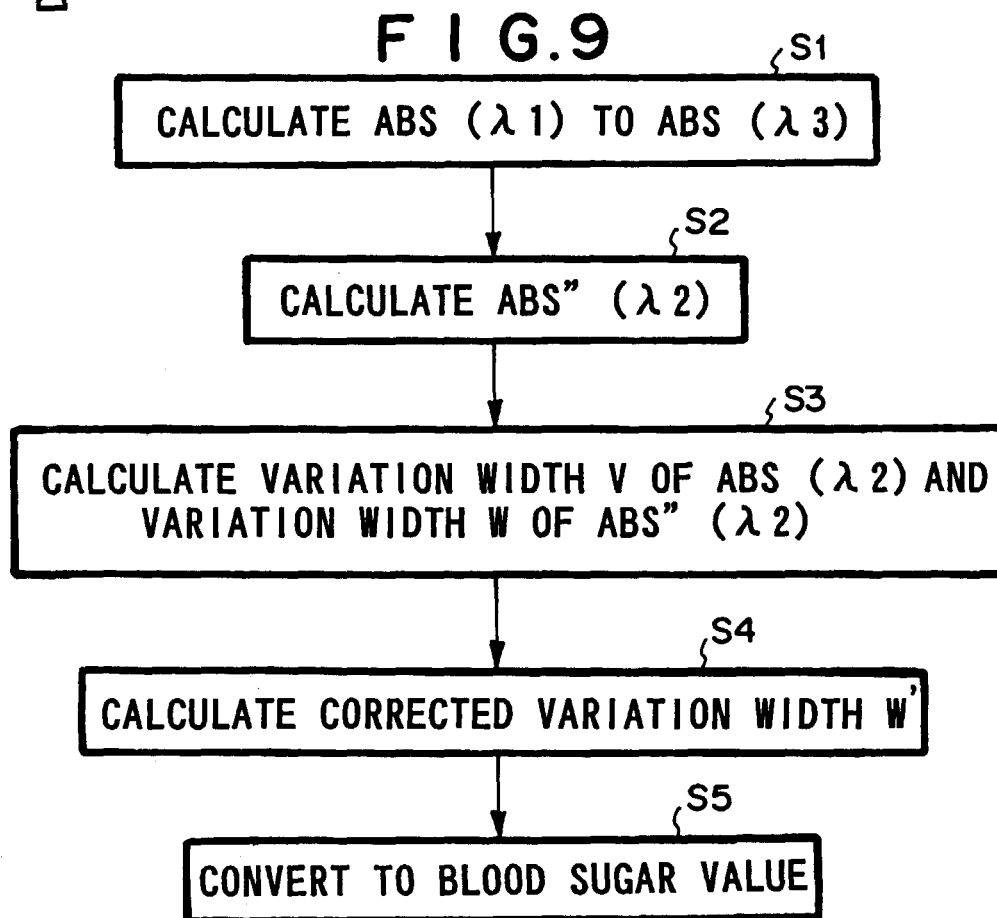 F I G.9
S1
CALCULATE ABS (λ1) TO ABS (λ3)
S2
CALCULATE ABS” (λ2)
S3
CALCULATE VARIATION WIDTH V OF ABS (λ2) AND
VARIATION WIDTH W OF ABS” (λ2)
S4
CALCULATE CORRECTED VARIATION WIDTH W'
S5
CONVERT TO BLOOD SUGAR VALUE